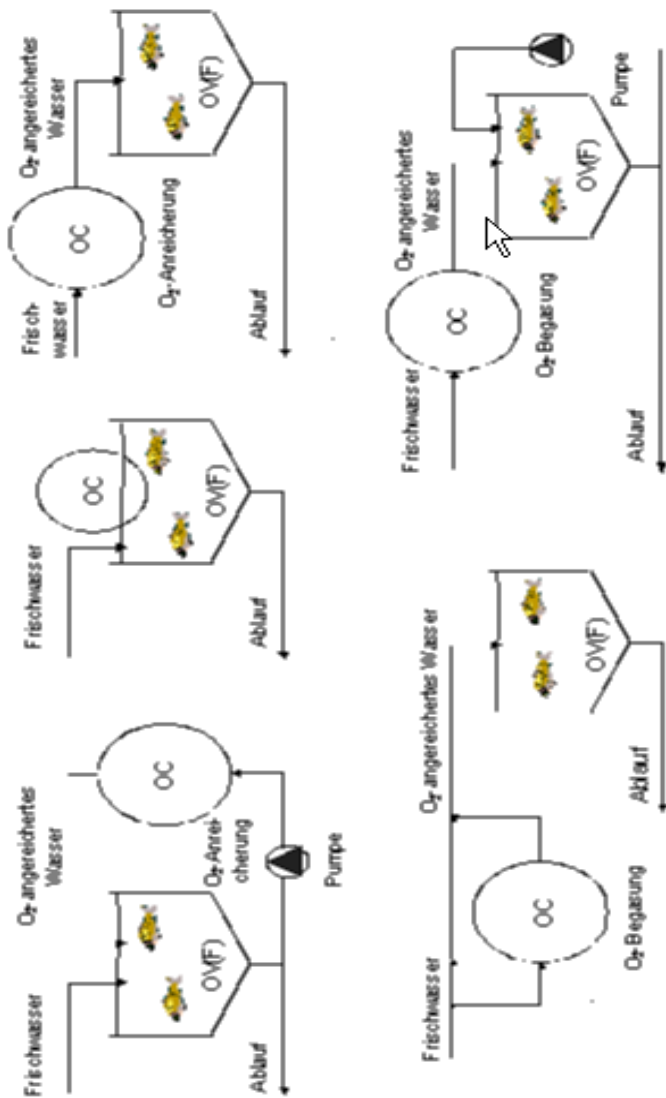 Frischwasser
O₂-angereichertes
Wasser
OC
OV(F)
O₂-Anrei-
cherung
Ablauf
Pumpe
Frischwasser
OC
OV(F)
Ablauf
Frisch-
wasser
O₂-angereichertes
Wasser
OC
OV(F)
O₂-Anreicherung
Ablauf
Frischwasser
O₂-angereichertes Wasser
OC
OV(F)
O₂-Begasung
Ablauf
Frischwasser
O₂-angereichertes
Wasser
OC
OV(F)
O₂-Begasung
Ablauf
Pumpe